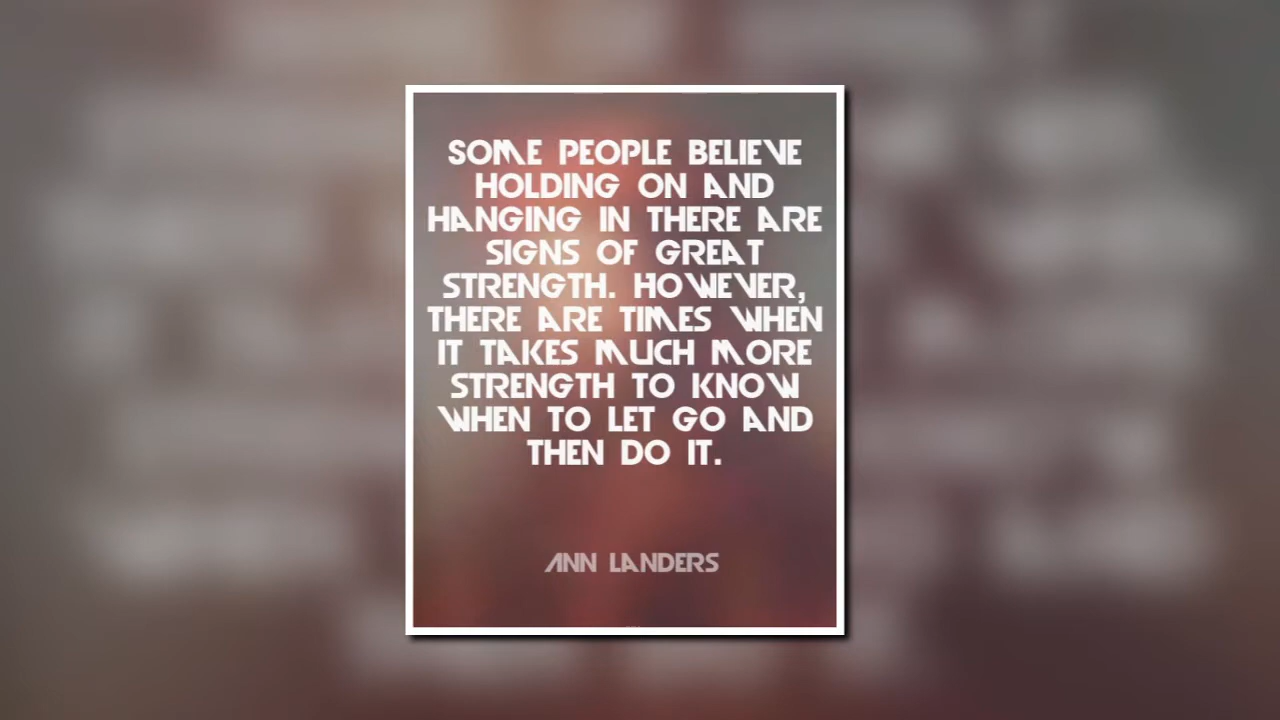 SOME PEOPLE BELIEVE
HOLDING ON AND
HANGING IN THERE ARE
SIGNS OF GREAT
STRENGTH. HOWEVER,
THERE ARE TIMES WHEN
IT TAKES MUCH MORE
STRENGTH TO KNOW
WHEN TO LET GO AND
THEN DO IT.
ANN LANDERS